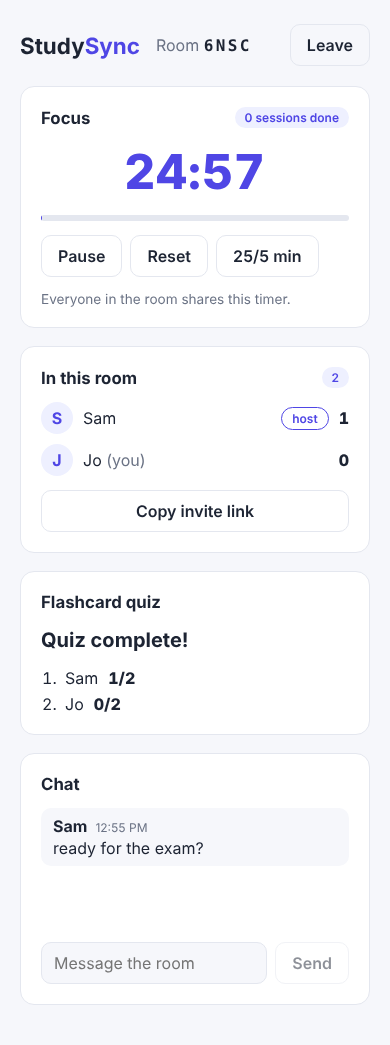 StudySync Room 6NSC Leave
Focus 0 sessions done
24:57
Pause Reset 25/5 min
Everyone in the room shares this timer.
In this room 2
S Sam host 1
J Jo (you) 0
Copy invite link
Flashcard quiz
Quiz complete!
1. Sam 1/2
2. Jo 0/2
Chat
Sam 12:55 PM
ready for the exam?
Message the room Send